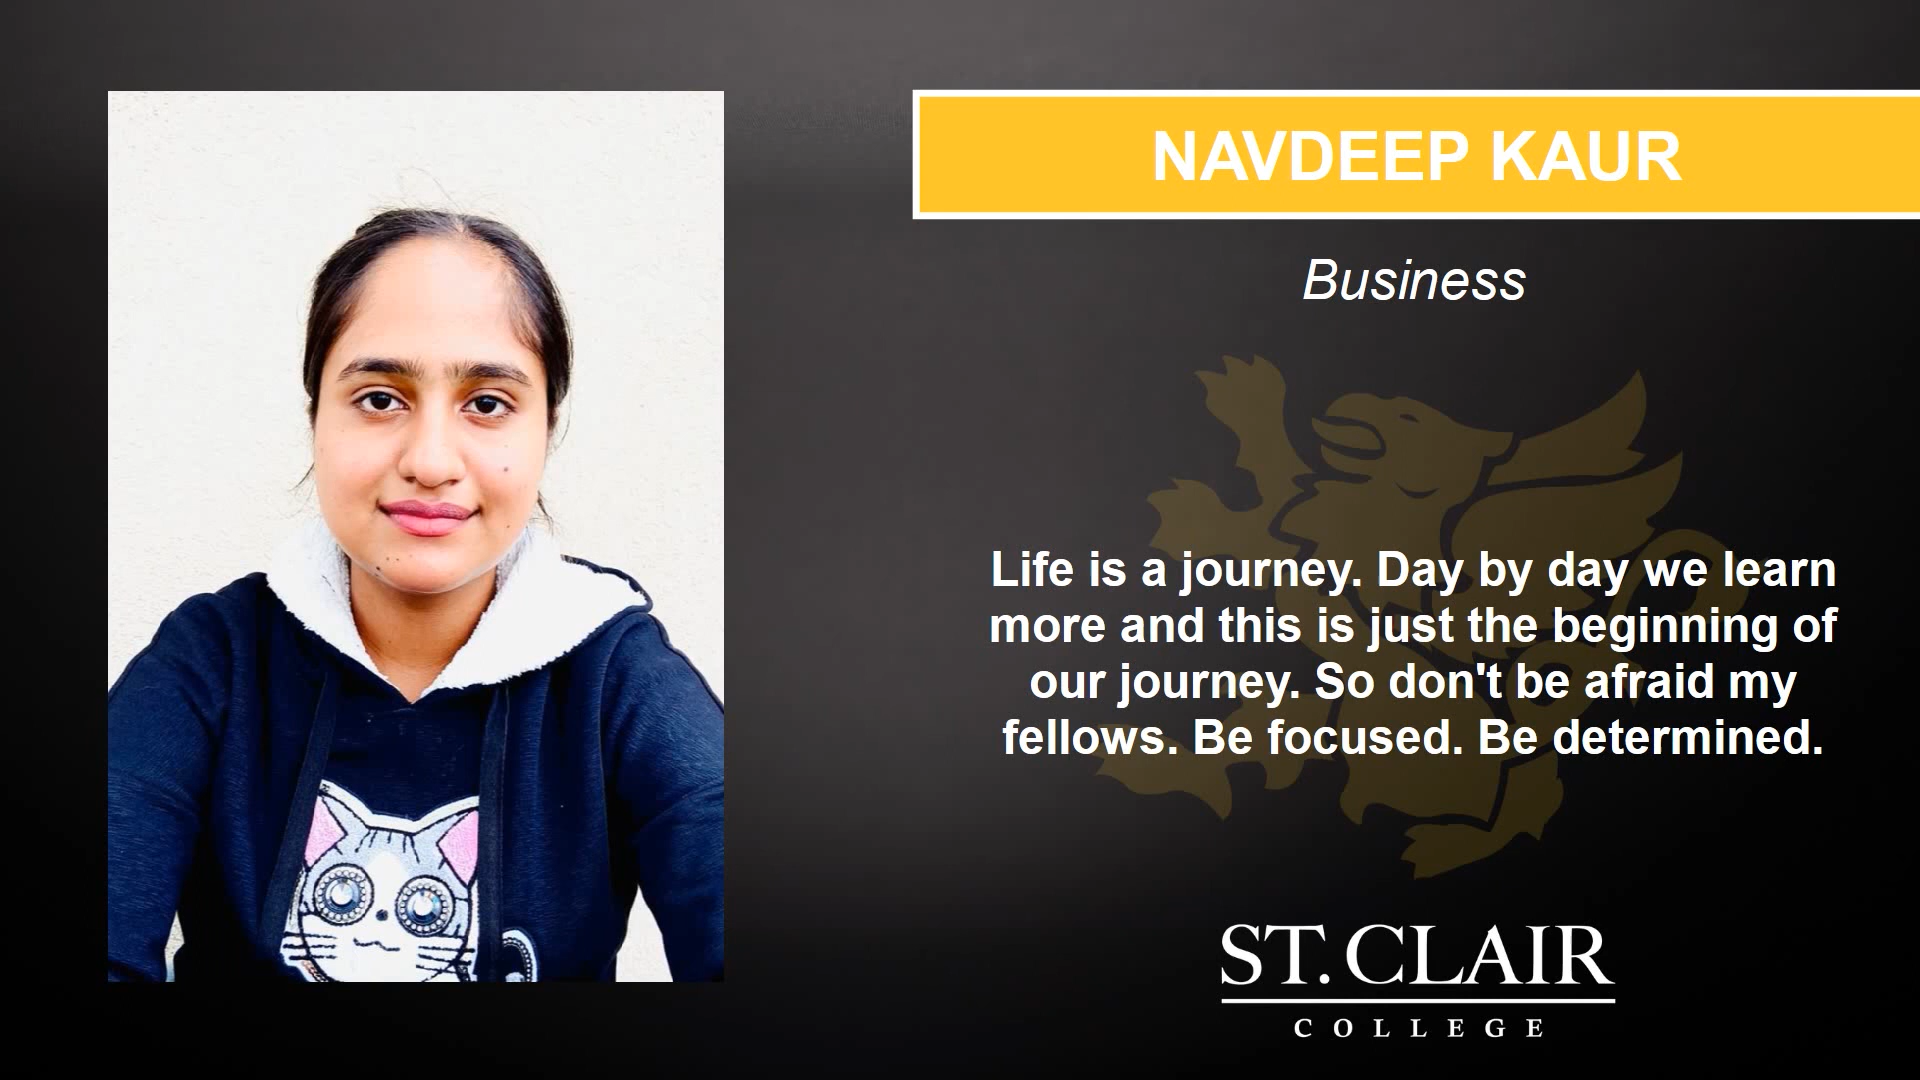 NAVDEEP KAUR
Business
Life is a journey. Day by day we learn
more and this is just the beginning of
our journey. So don't be afraid my
fellows. Be focused. Be determined.
ST. CLAIR
COLLEGE